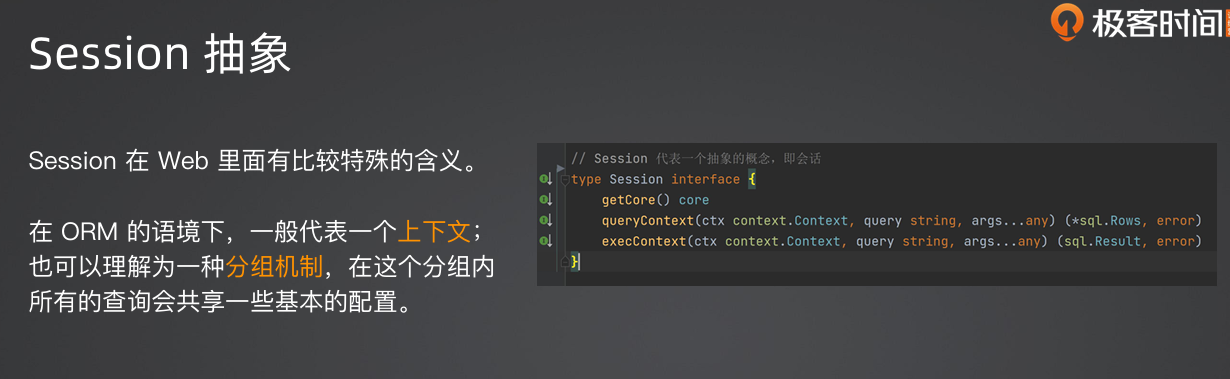 极客时间
Session 抽象
Session 在 Web 里面有比较特殊的含义。
在 ORM 的语境下，一般代表一个上下文；
也可以理解为一种分组机制，在这个分组内
所有的查询会共享一些基本的配置。
// Session 代表一个抽象的概念，即会话
type Session interface {
getCore() core
queryContext(ctx context.Context, query string, args...any) (*sql.Rows, error)
execContext(ctx context.Context, query string, args...any) (sql.Result, error)
}